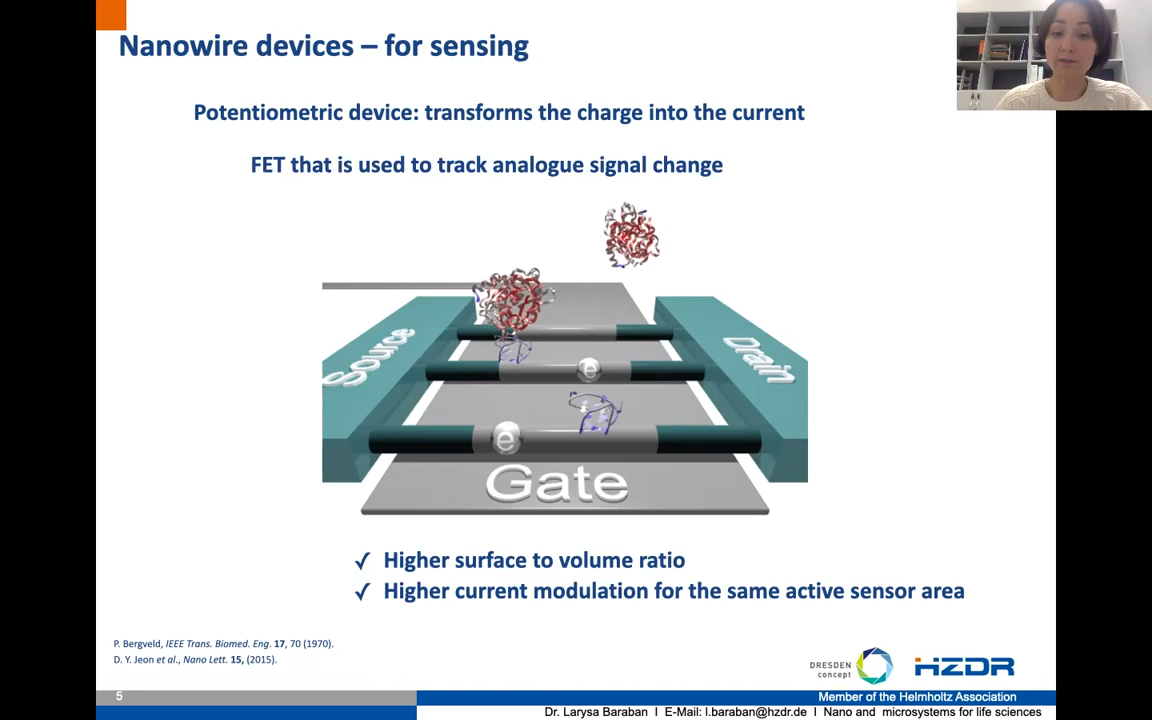 Nanowire devices – for sensing
Potentiometric device: transforms the charge into the current
FET that is used to track analogue signal change
Source
Drain
e
e
Gate
✓ Higher surface to volume ratio
✓ Higher current modulation for the same active sensor area
P. Bergveld, IEEE Trans. Biomed. Eng. 17, 70 (1970).
D. Y. Jeon et al., Nano Lett. 15, (2015).
DRESDEN
concept
HZDR
5
Member of the Helmholtz Association
Dr. Larysa Baraban I E-Mail: l.baraban@hzdr.de I Nano and microsystems for life sciences